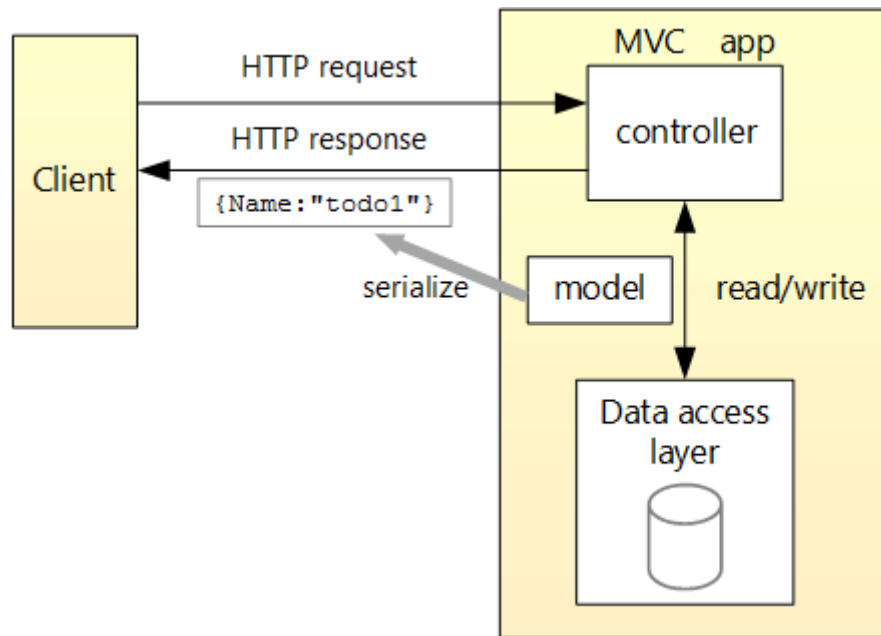 MVC app
HTTP request
controller
HTTP response
Client
{Name:"todo1"}
serialize
model
read/write
Data access
layer